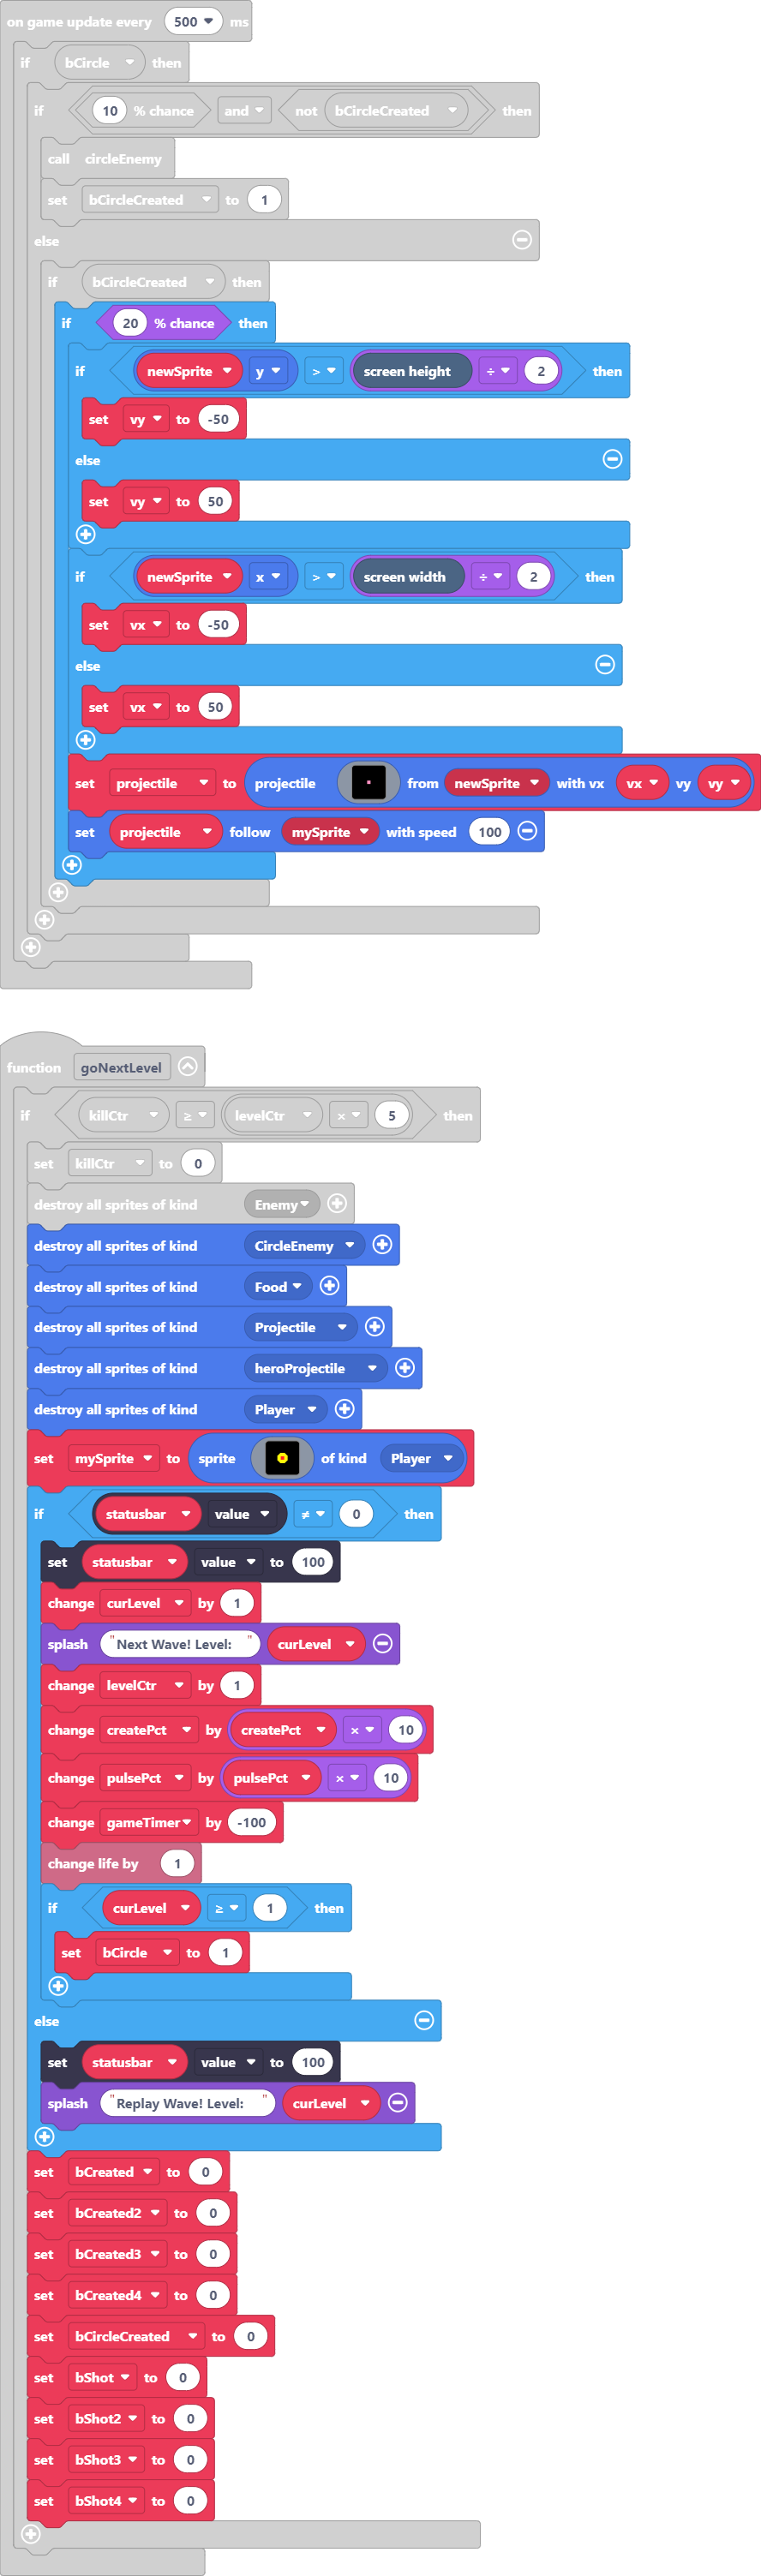 on game update every 500 ms
if bCircle then
if 10 % chance and not bCircleCreated then
call circleEnemy
set bCircleCreated to 1
else
if bCircleCreated then
if 20 % chance then
if newSprite y > screen height ÷ 2 then
set vy to -50
else
set vy to 50
if newSprite x > screen width ÷ 2 then
set vx to -50
else
set vx to 50
set projectile to projectile from newSprite with vx vx vy vy
set projectile follow mySprite with speed 100
function goNextLevel
if killCtr ≥ levelCtr × 5 then
set killCtr to 0
destroy all sprites of kind Enemy
destroy all sprites of kind CircleEnemy
destroy all sprites of kind Food
destroy all sprites of kind Projectile
destroy all sprites of kind heroProjectile
destroy all sprites of kind Player
set mySprite to sprite of kind Player
if statusbar value ≠ 0 then
set statusbar value to 100
change curLevel by 1
splash "Next Wave! Level: " curLevel
change levelCtr by 1
change createPct by createPct × 10
change pulsePct by pulsePct × 10
change gameTimer by -100
change life by 1
if curLevel ≥ 1 then
set bCircle to 1
else
set statusbar value to 100
splash "Replay Wave! Level: " curLevel
set bCreated to 0
set bCreated2 to 0
set bCreated3 to 0
set bCreated4 to 0
set bCircleCreated to 0
set bShot to 0
set bShot2 to 0
set bShot3 to 0
set bShot4 to 0